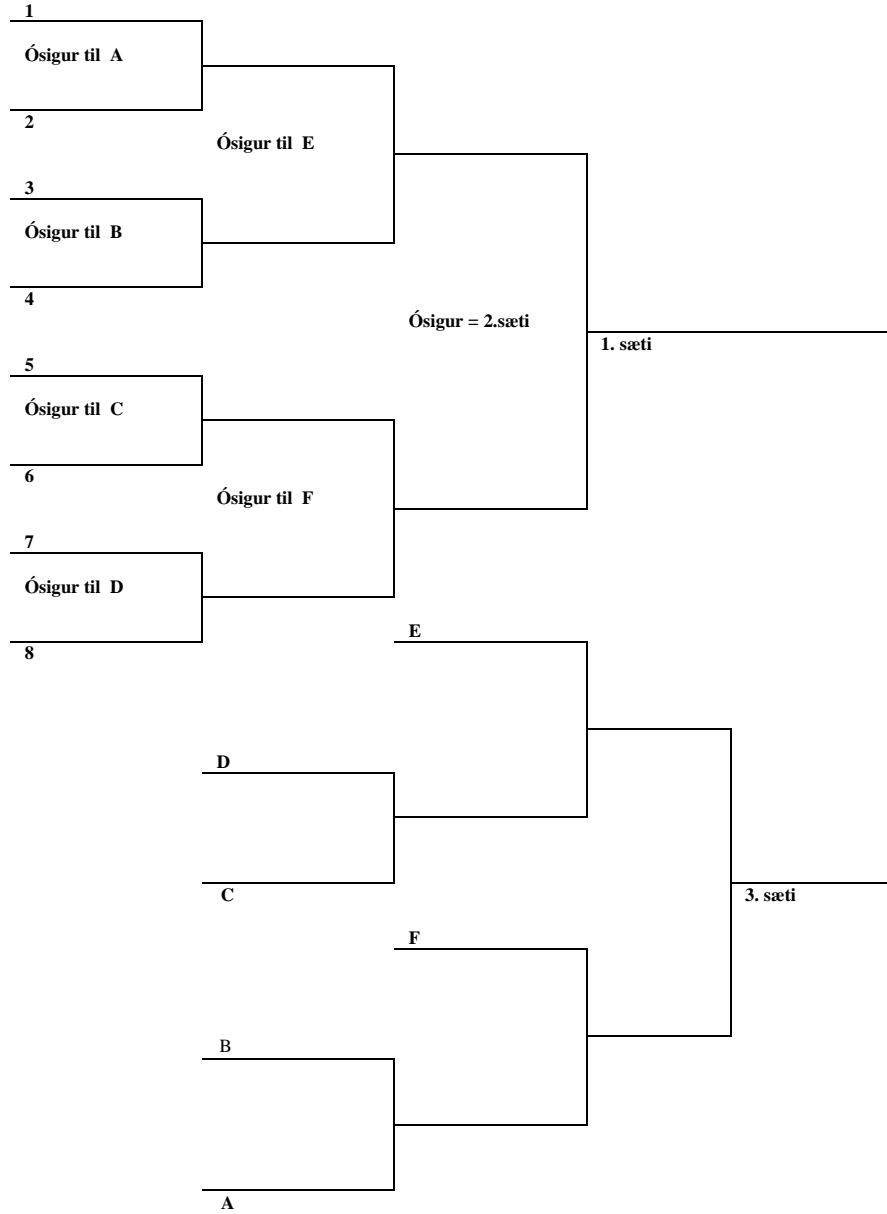 1
Ósigur til A
2
Ósigur til E
3
Ósigur til B
4
Ósigur = 2.sæti
1. sæti
5
Ósigur til C
6
Ósigur til F
7
Ósigur til D
8
E
D
C
3. sæti
F
B
A